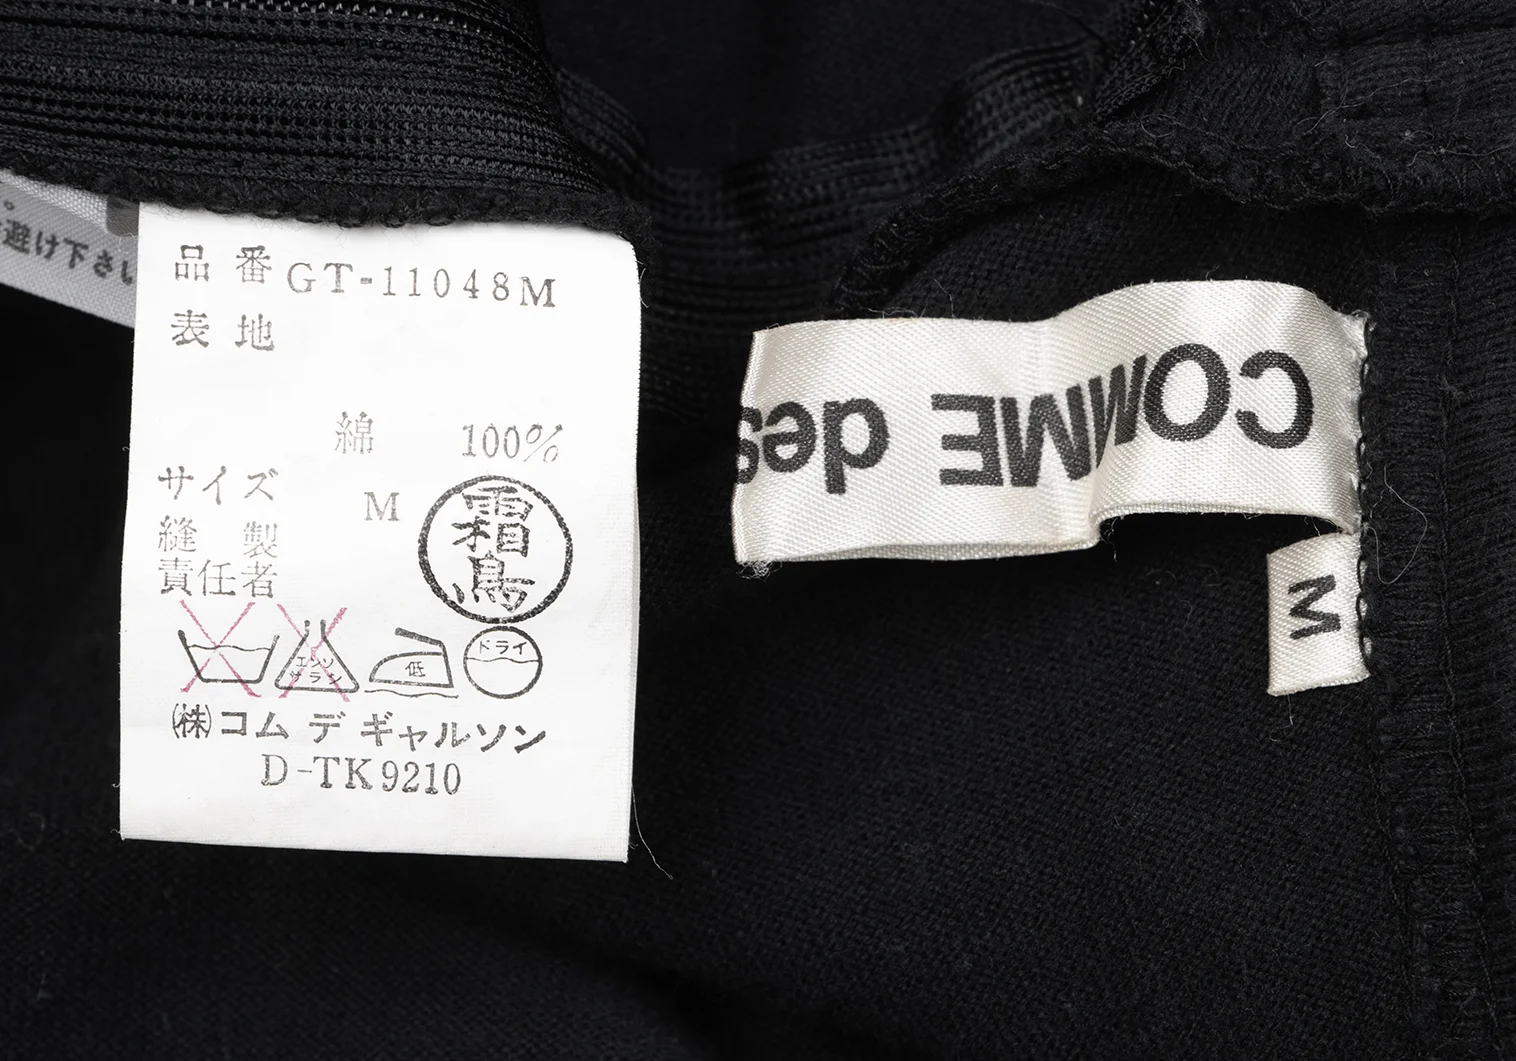 。
避け下さい
品番 GT-11048M
表地
綿 100%
サイズ M
縫製
責任者
霜鳥
エンソ
サラシ
低
ドライ
(株)コム デ ギャルソン
D-TK9210
COMME des
M